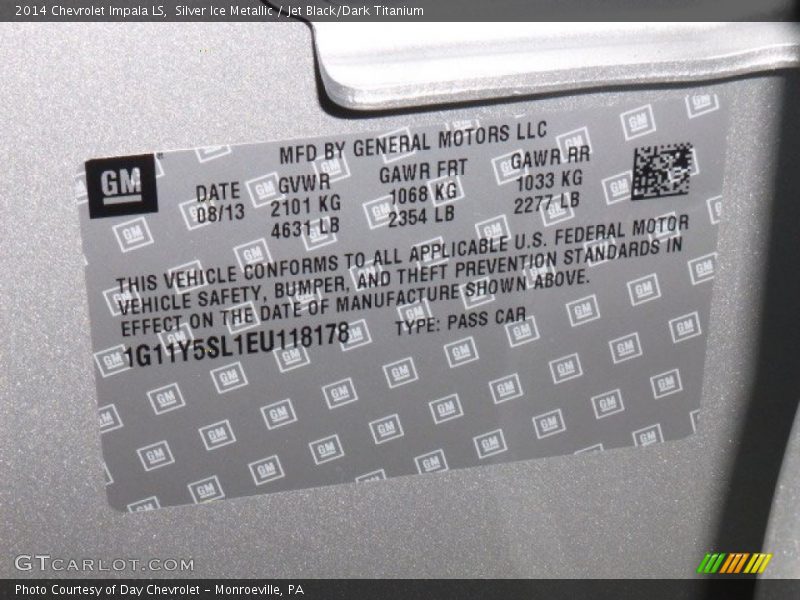 2014 Chevrolet Impala LS, Silver Ice Metallic / Jet Black/Dark Titanium
MFD BY GENERAL MOTORS LLC
GM
DATE GVWR GAWR FRT GAWR RR
08/13 2101 KG 1068 KG 1033 KG
4631 LB 2354 LB 2277 LB
THIS VEHICLE CONFORMS TO ALL APPLICABLE U.S. FEDERAL MOTOR
VEHICLE SAFETY, BUMPER, AND THEFT PREVENTION STANDARDS IN
EFFECT ON THE DATE OF MANUFACTURE SHOWN ABOVE.
1G11Y5SL1EU118178 TYPE: PASS CAR
GTCARLOT.COM
Photo Courtesy of Day Chevrolet - Monroeville, PA